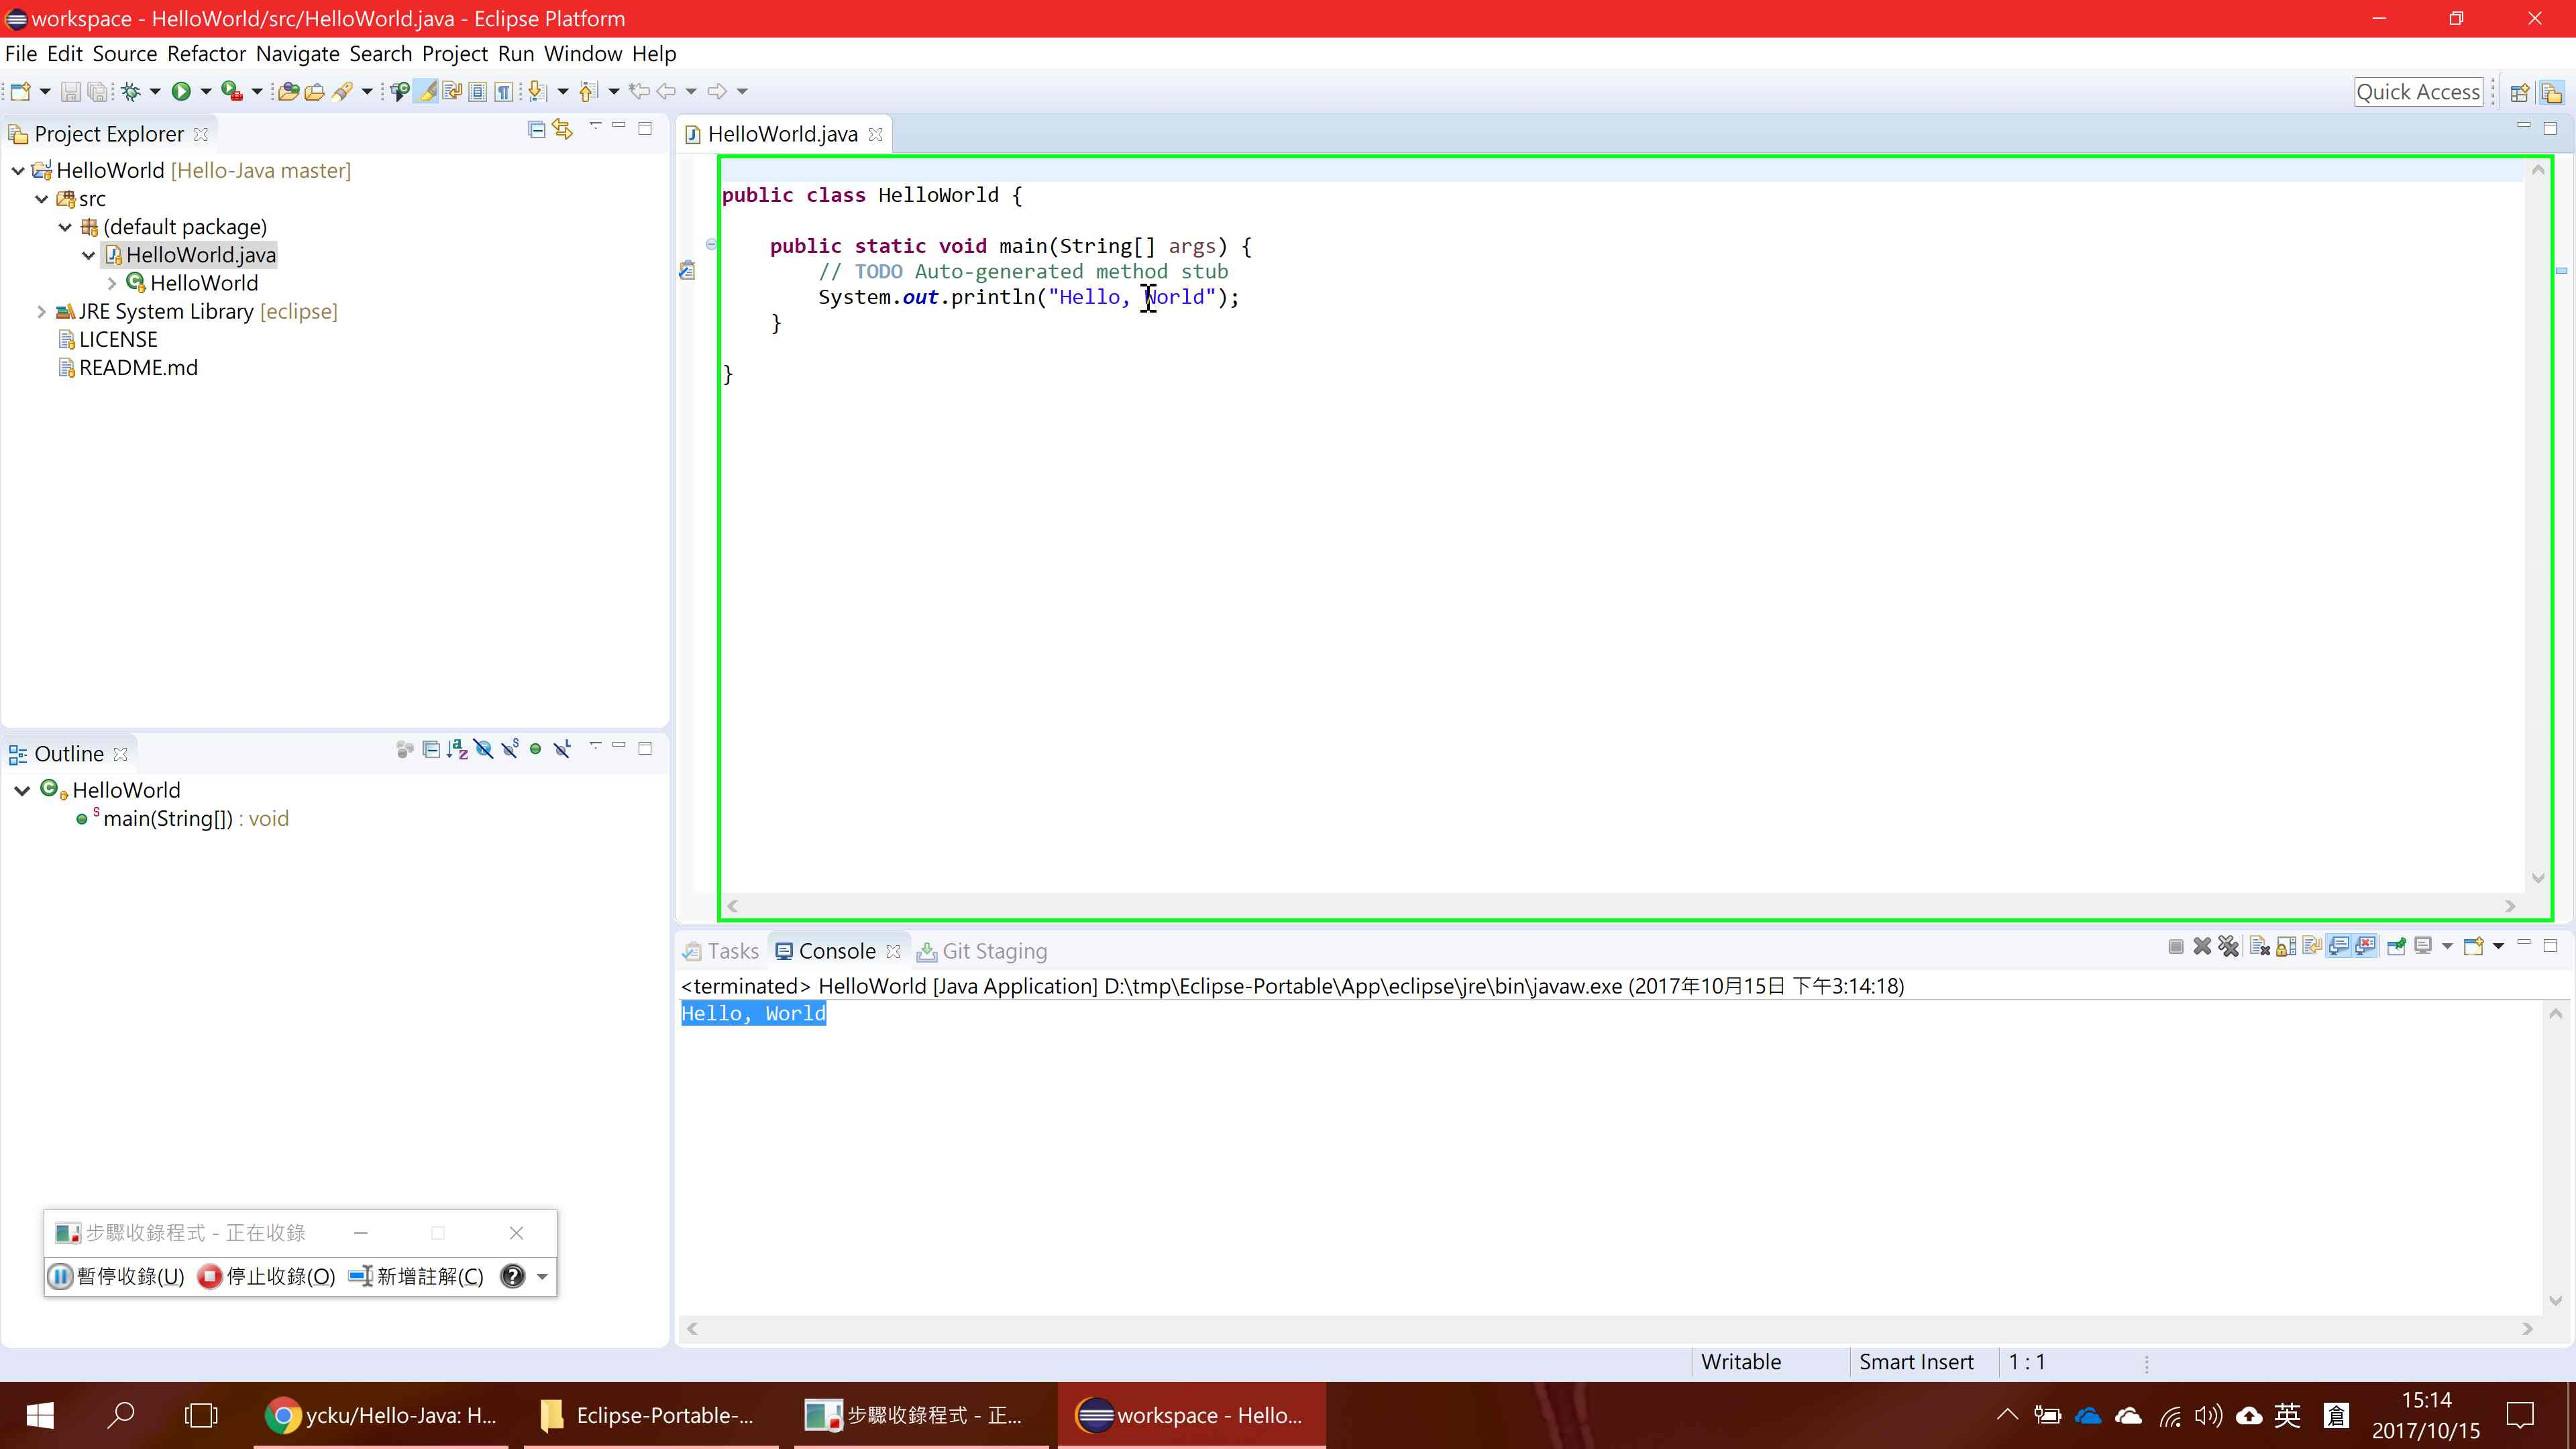 workspace - HelloWorld/src/HelloWorld.java - Eclipse Platform
File Edit Source Refactor Navigate Search Project Run Window Help
Quick Access
Project Explorer
HelloWorld [Hello-Java master]
src
(default package)
HelloWorld.java
HelloWorld
JRE System Library [eclipse]
LICENSE
README.md
HelloWorld.java
public class HelloWorld {
public static void main(String[] args) {
// TODO Auto-generated method stub
System.out.println("Hello, World");
}
}
Outline
HelloWorld
main(String[]) : void
Tasks Console Git Staging
<terminated> HelloWorld [Java Application] D:\tmp\Eclipse-Portable\App\eclipse\jre\bin\javaw.exe (2017年10月15日 下午3:14:18)
Hello, World
步驟收錄程式 - 正在收錄
暫停收錄(U) 停止收錄(O) 新增註解(C)
Writable Smart Insert 1 : 1
ycku/Hello-Java: H... Eclipse-Portable-... 步驟收錄程式 - 正... workspace - Hello...
英 倉
15:14
2017/10/15